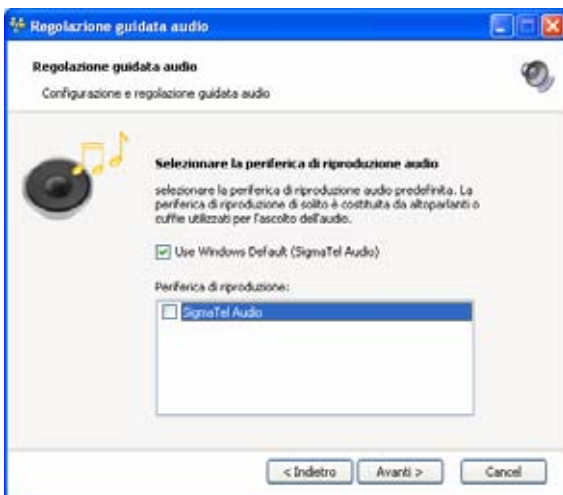 Regolazione guidata audio
Regolazione guidata audio
Configurazione e regolazione guidata audio
Selezionare la periferica di riproduzione audio
selezionare la periferica di riproduzione audio predefinita. La
periferica di riproduzione di solito è costituita da altoparlanti o
cuffie utilizzati per l'ascolto dell'audio.
Use Windows Default (SigmaTel Audio)
Periferica di riproduzione:
SigmaTel Audio
< Indietro Avanti > Cancel